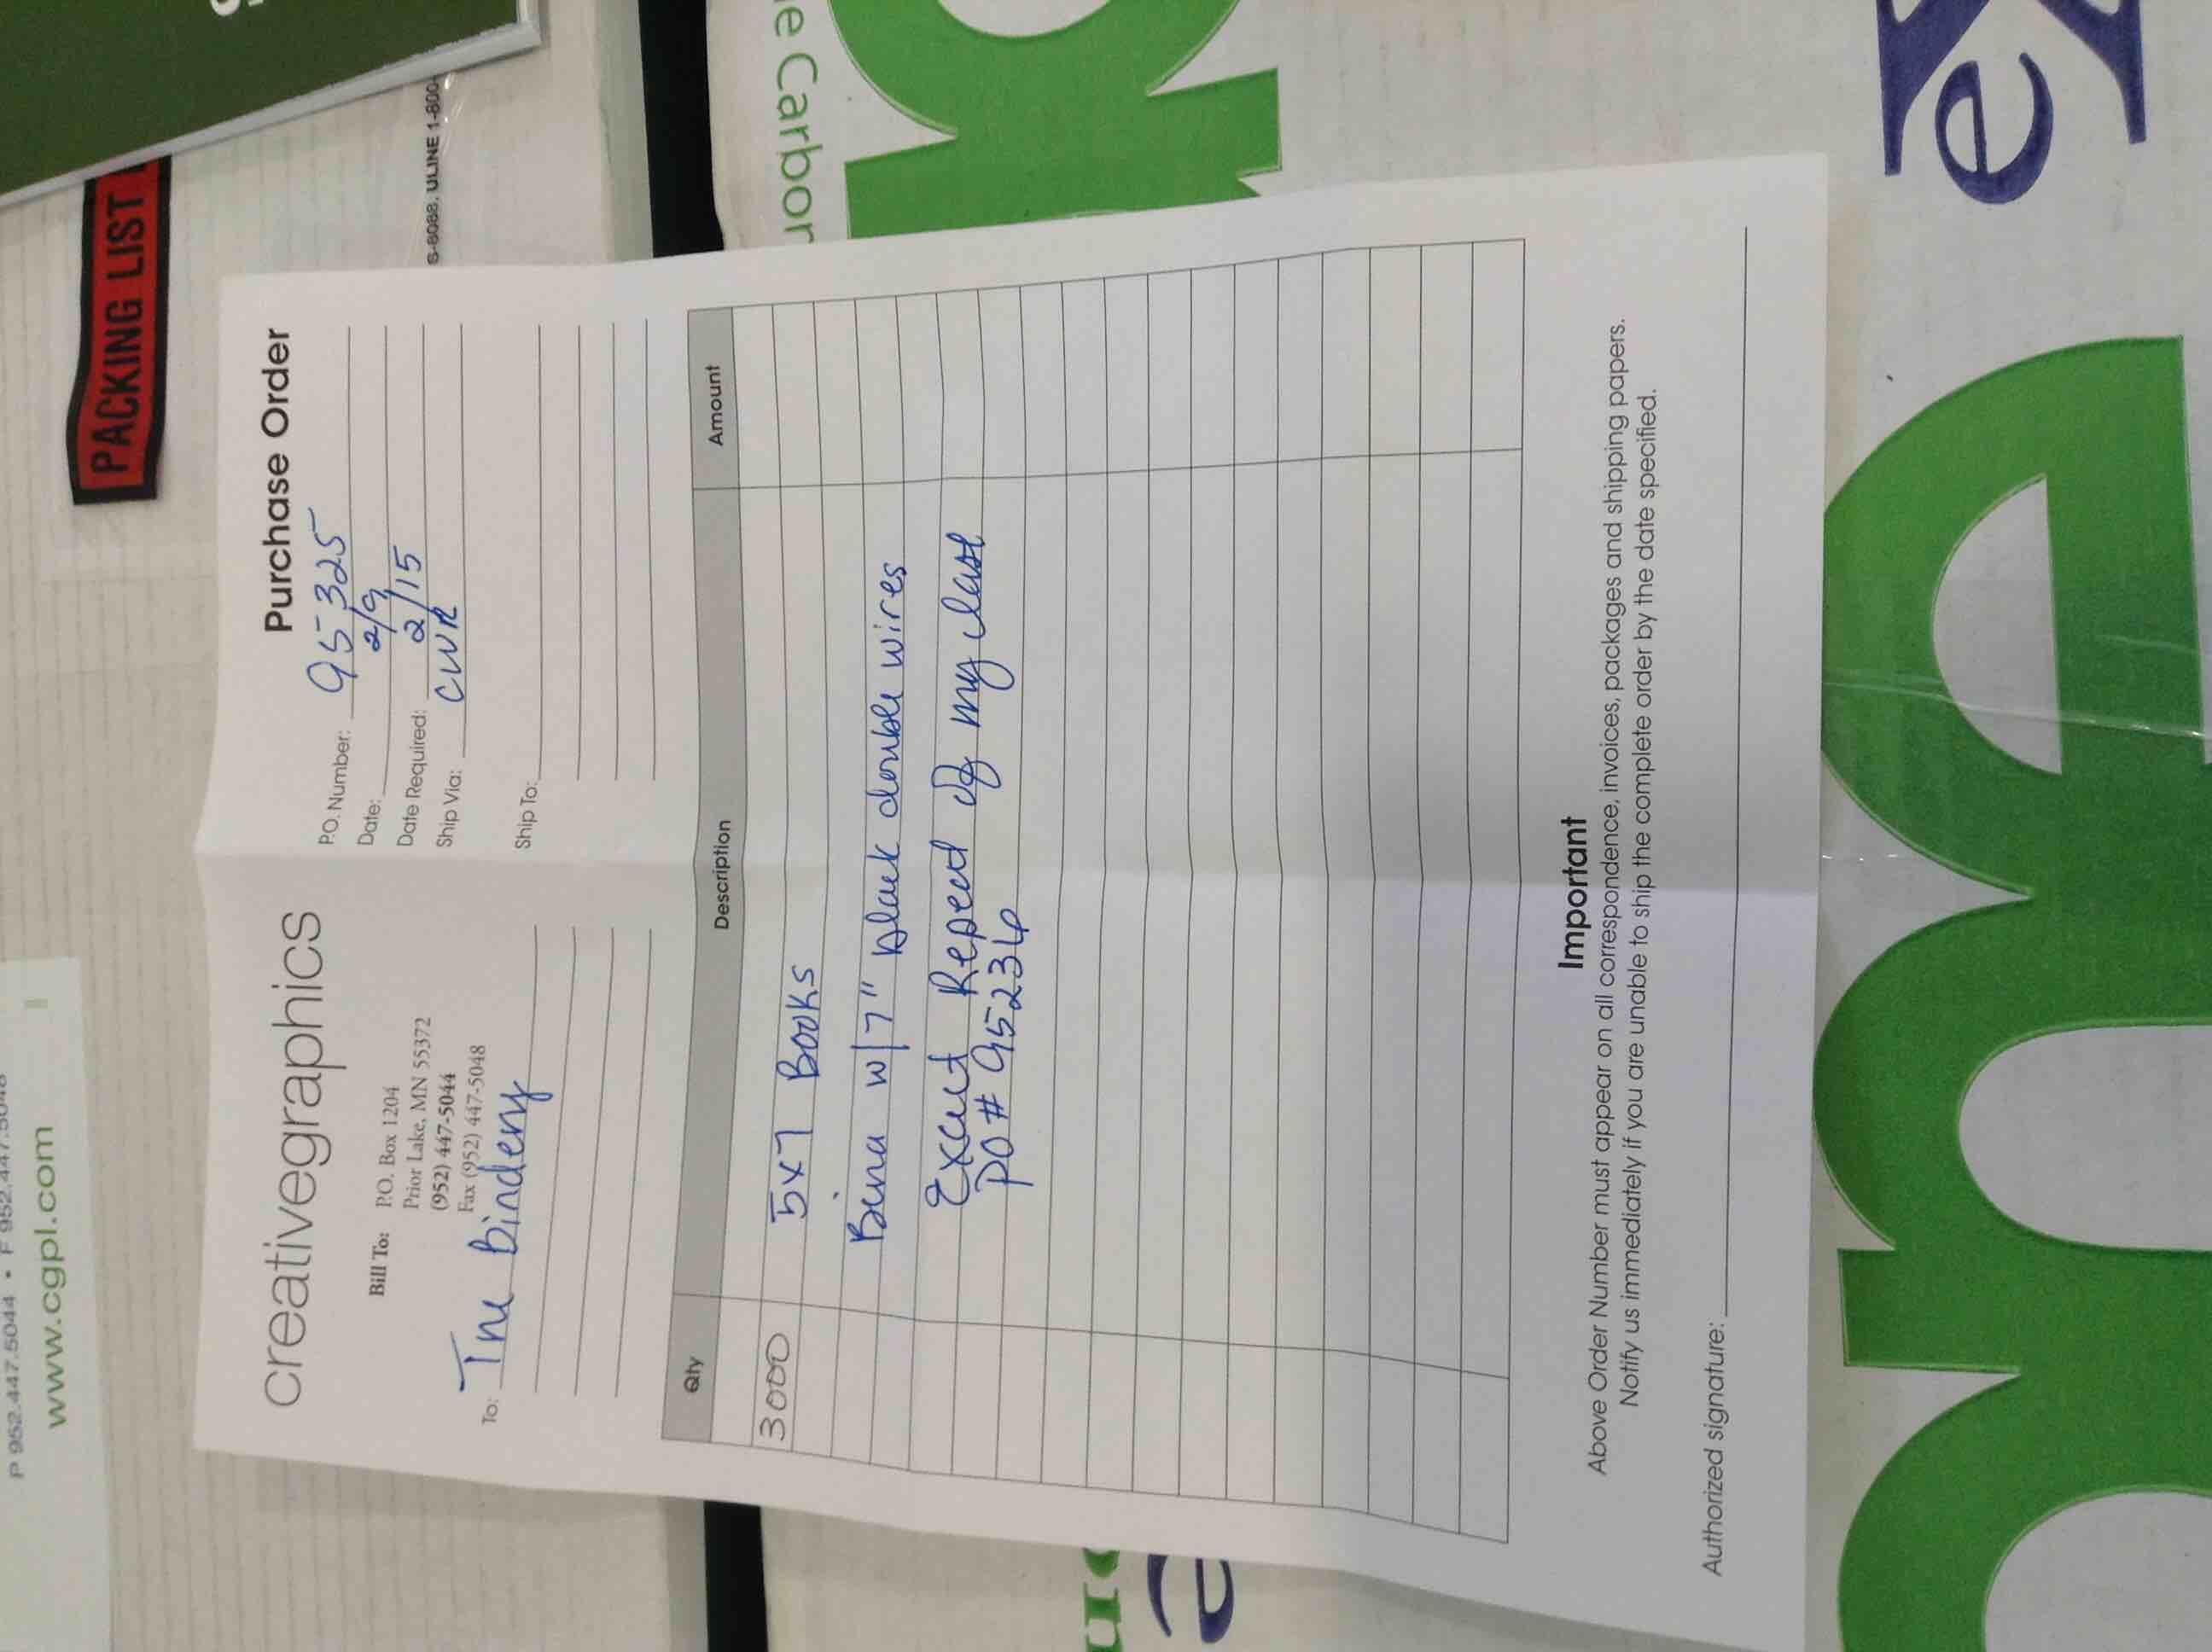 P 952.447.5044 • F 952.447.5048
www.cgpl.com
PACKING LIST
S-6088, ULINE 1-800-
creativegraphics
Bill To: P.O. Box 1204
Prior Lake, MN 55372
(952) 447-5044
Fax (952) 447-5048
To: The Bindery
Purchase Order
P.O. Number: 95325
Date: 2/9
Date Required: 2/15
Ship Via: CWR
Ship To:
Qty Description Amount
3000 5x7 Books
Bind w/ 7" black double wires
Exact Repeat of my last
PO# 95236
Important
Above Order Number must appear on all correspondence, invoices, packages and shipping papers.
Notify us immediately if you are unable to ship the complete order by the date specified.
Authorized signature:
e Carbon
ex